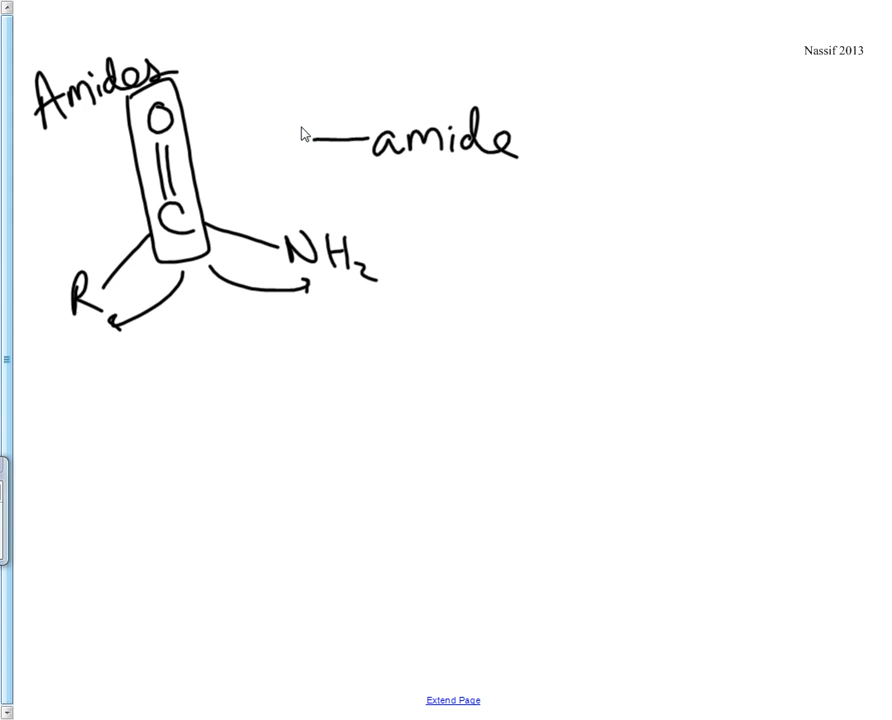 Nassif 2013
Amides
O
—amide
C
R
NH2
Extend Page